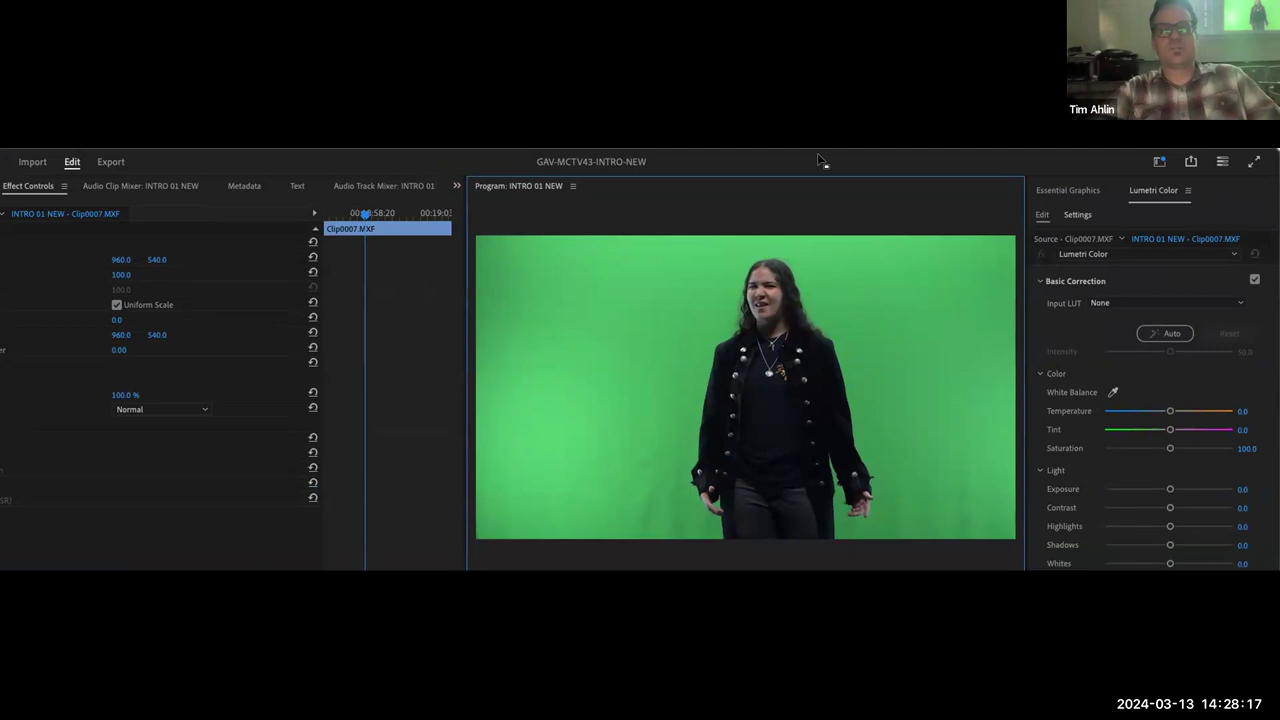 Tim Ahlin
Import Edit Export GAV-MCTV43-INTRO-NEW
Effect Controls Audio Clip Mixer: INTRO 01 NEW Metadata Text Audio Track Mixer: INTRO 01
Program: INTRO 01 NEW
Essential Graphics Lumetri Color
INTRO 01 NEW - Clip0007.MXF
Clip0007.MXF
960.0 540.0
100.0
100.0
Uniform Scale
0.0
960.0 540.0
0.00
100.0 %
Normal
Edit Settings
Source - Clip0007.MXF INTRO 01 NEW - Clip0007.MXF
fx Lumetri Color
Basic Correction
Input LUT None
Auto Reset
Intensity 50.0
Color
White Balance
Temperature 0.0
Tint 0.0
Saturation 100.0
Light
Exposure 0.0
Contrast 0.0
Highlights 0.0
Shadows 0.0
Whites 0.0
2024-03-13 14:28:17